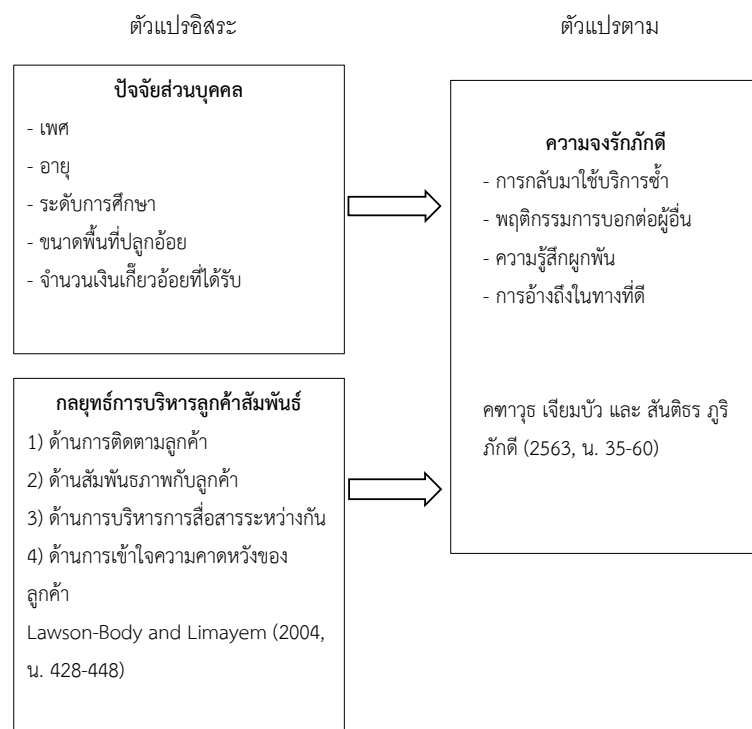 ตัวแปรอิสระ
ตัวแปรตาม
ปัจจัยส่วนบุคคล
- เพศ
- อายุ
- ระดับการศึกษา
- ขนาดพื้นที่ปลูกอ้อย
- จำนวนเงินเกี๊ยวอ้อยที่ได้รับ
กลยุทธ์การบริหารลูกค้าสัมพันธ์
1) ด้านการติดตามลูกค้า
2) ด้านสัมพันธภาพกับลูกค้า
3) ด้านการบริหารการสื่อสารระหว่างกัน
4) ด้านการเข้าใจความคาดหวังของ
ลูกค้า
Lawson-Body and Limayem (2004,
น. 428-448)
ความจงรักภักดี
- การกลับมาใช้บริการซ้ำ
- พฤติกรรมการบอกต่อผู้อื่น
- ความรู้สึกผูกพัน
- การอ้างถึงในทางที่ดี
คฑาวุธ เจียมบัว และ สันติธร ภูริ
ภักดี (2563, น. 35-60)